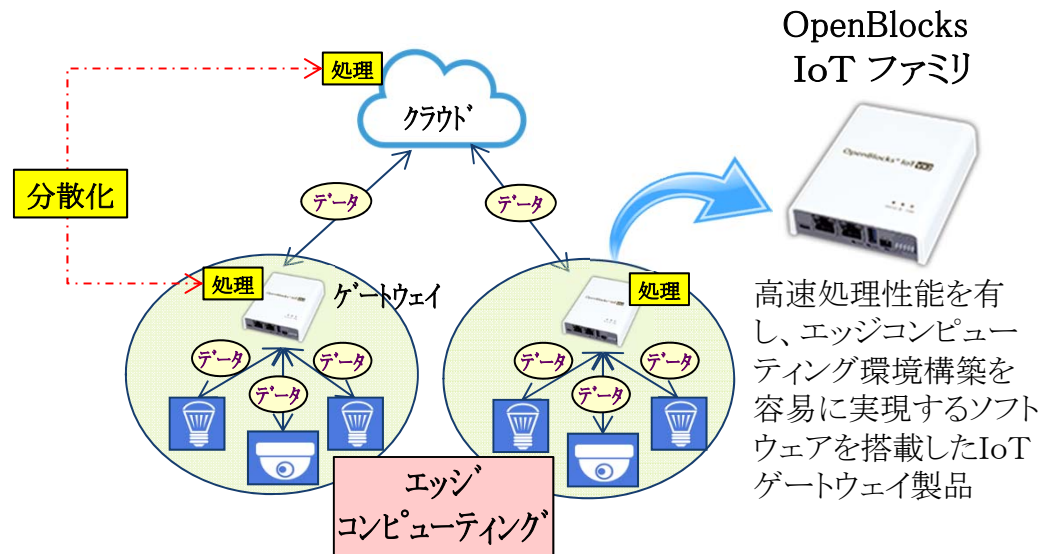 OpenBlocks
IoT ファミリ
処理
クラウド
分散化
データ
データ
OpenBlocks IoT VX2
処理
ゲートウェイ
処理
データ
データ
データ
データ
データ
データ
高速処理性能を有
し、エッジコンピュー
ティング環境構築を
容易に実現するソフト
ウェアを搭載したIoT
ゲートウェイ製品
エッジ
コンピューティング